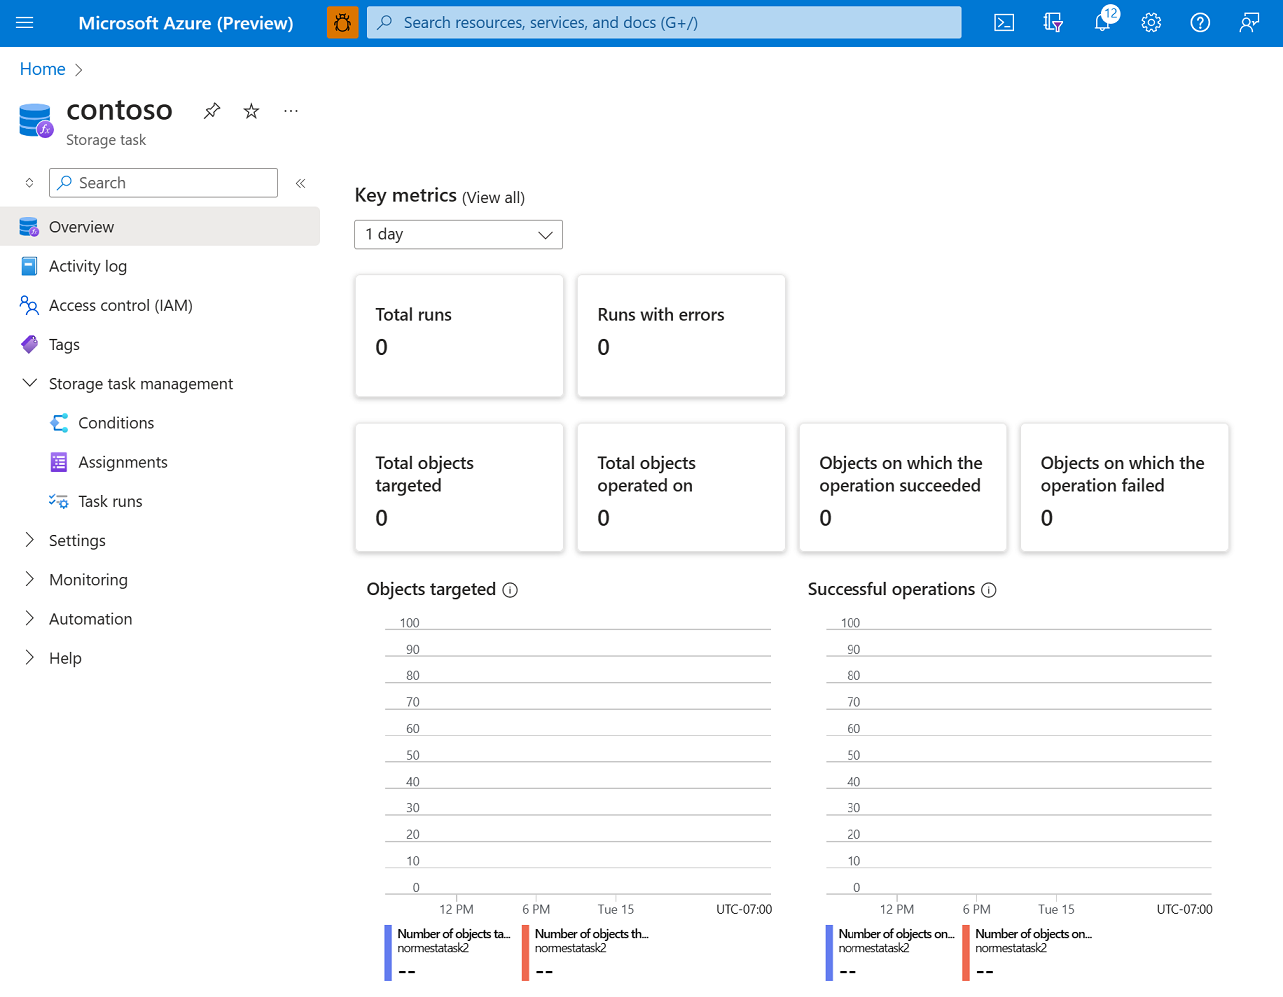 Microsoft Azure (Preview)
Search resources, services, and docs (G+/)
12
Home
contoso
Storage task
Search
Overview
Activity log
Access control (IAM)
Tags
Storage task management
Conditions
Assignments
Task runs
Settings
Monitoring
Automation
Help
Key metrics (View all)
1 day
Total runs
0
Runs with errors
0
Total objects
targeted
0
Total objects
operated on
0
Objects on which the
operation succeeded
0
Objects on which the
operation failed
0
Objects targeted
100
90
80
70
60
50
40
30
20
10
0
12 PM 6 PM Tue 15 UTC-07:00
Number of objects ta...
normestatask2
--
Number of objects th...
normestatask2
--
Successful operations
100
90
80
70
60
50
40
30
20
10
0
12 PM 6 PM Tue 15 UTC-07:00
Number of objects on...
normestatask2
--
Number of objects on...
normestatask2
--